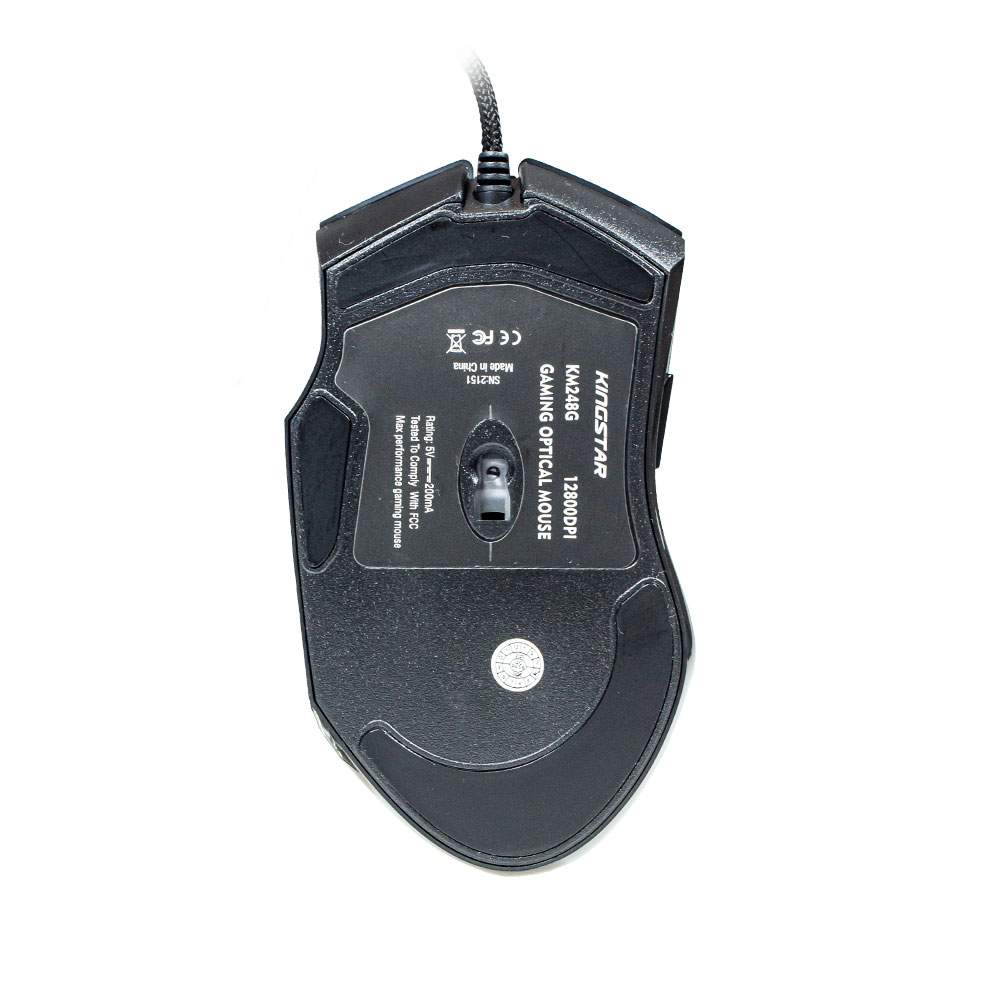 KINGSTAR
KM248G 12800DPI
GAMING OPTICAL MOUSE
SN:2151
Made in China
CE FC
Rating: 5V⎓200mA
Tested To Comply With FCC
Max performance gaming mouse